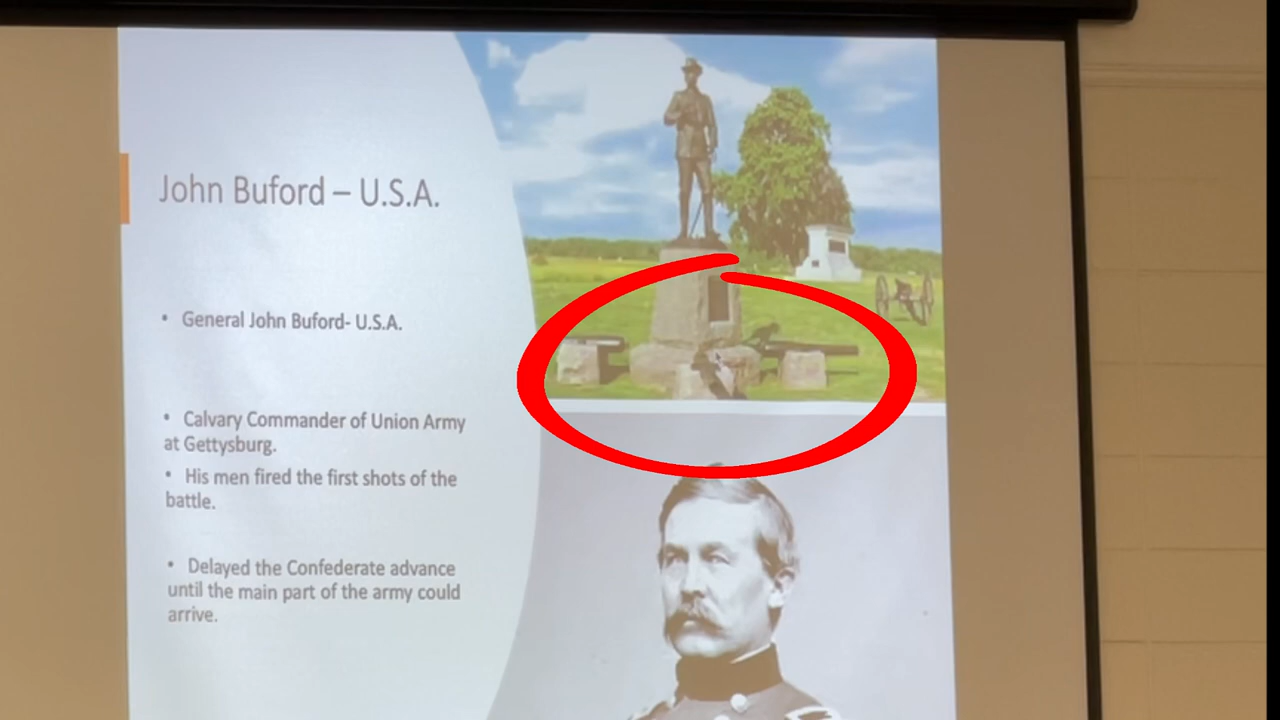 John Buford – U.S.A.
• General John Buford- U.S.A.
• Calvary Commander of Union Army
at Gettysburg.
• His men fired the first shots of the
battle.
• Delayed the Confederate advance
until the main part of the army could
arrive.